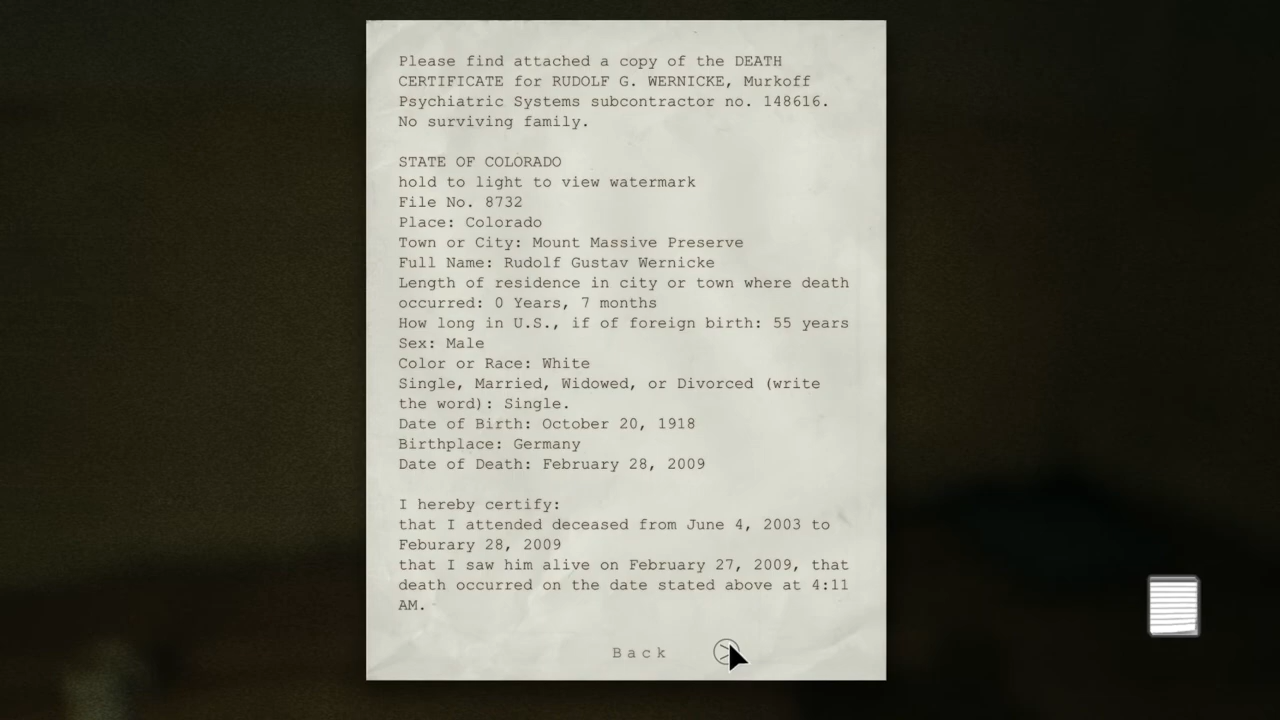 Please find attached a copy of the DEATH
CERTIFICATE for RUDOLF G. WERNICKE, Murkoff
Psychiatric Systems subcontractor no. 148616.
No surviving family.
STATE OF COLORADO
hold to light to view watermark
File No. 8732
Place: Colorado
Town or City: Mount Massive Preserve
Full Name: Rudolf Gustav Wernicke
Length of residence in city or town where death
occurred: 0 Years, 7 months
How long in U.S., if of foreign birth: 55 years
Sex: Male
Color or Race: White
Single, Married, Widowed, or Divorced (write
the word): Single.
Date of Birth: October 20, 1918
Birthplace: Germany
Date of Death: February 28, 2009
I hereby certify:
that I attended deceased from June 4, 2003 to
Feburary 28, 2009
that I saw him alive on February 27, 2009, that
death occurred on the date stated above at 4:11
AM.
Back